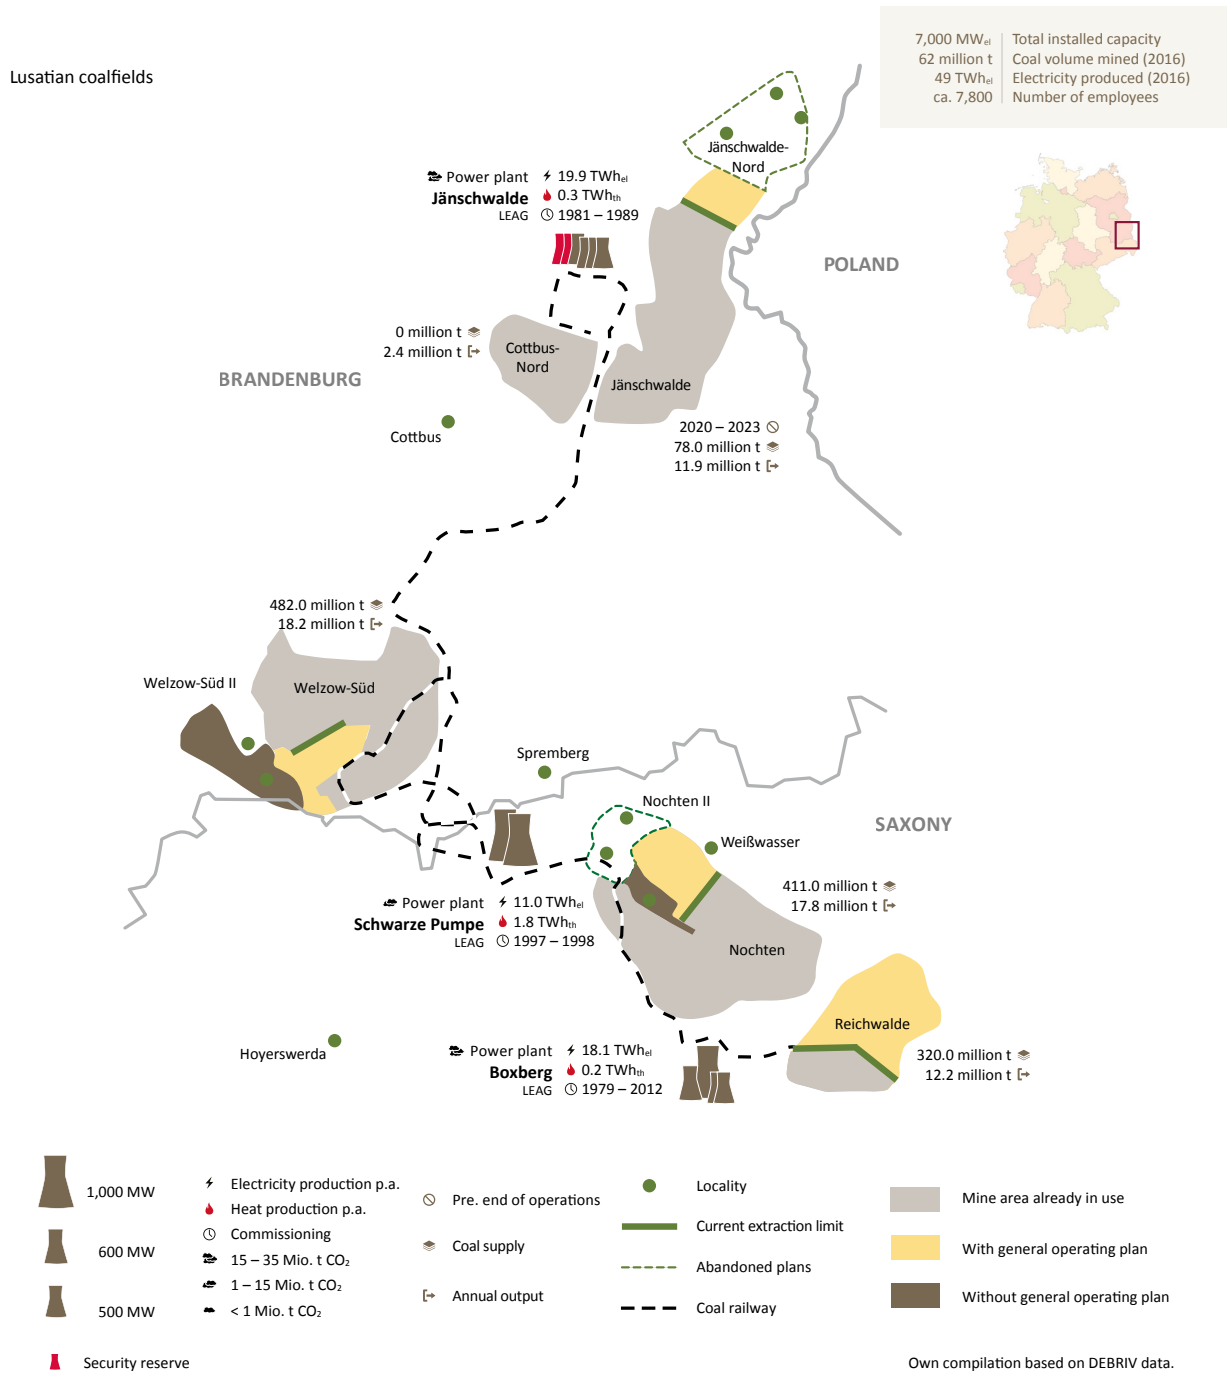 Lusatian coalfields
7,000 MWel Total installed capacity
62 million t Coal volume mined (2016)
49 TWhel Electricity produced (2016)
ca. 7,800 Number of employees
Jänschwalde-
Nord
Power plant 19.9 TWhel
Jänschwalde 0.3 TWhth
LEAG 1981 – 1989
POLAND
0 million t
2.4 million t
Cottbus-
Nord
BRANDENBURG
Jänschwalde
Cottbus
2020 – 2023
78.0 million t
11.9 million t
482.0 million t
18.2 million t
Welzow-Süd II
Welzow-Süd
Spremberg
Nochten II
SAXONY
Weißwasser
411.0 million t
17.8 million t
Power plant 11.0 TWhel
Schwarze Pumpe 1.8 TWhth
LEAG 1997 – 1998
Nochten
Reichwalde
Hoyerswerda
Power plant 18.1 TWhel
Boxberg 0.2 TWhth
LEAG 1979 – 2012
320.0 million t
12.2 million t
1,000 MW
600 MW
500 MW
Security reserve
Electricity production p.a.
Heat production p.a.
Commissioning
15 – 35 Mio. t CO₂
1 – 15 Mio. t CO₂
< 1 Mio. t CO₂
Pre. end of operations
Coal supply
Annual output
Locality
Current extraction limit
Abandoned plans
Coal railway
Mine area already in use
With general operating plan
Without general operating plan
Own compilation based on DEBRIV data.